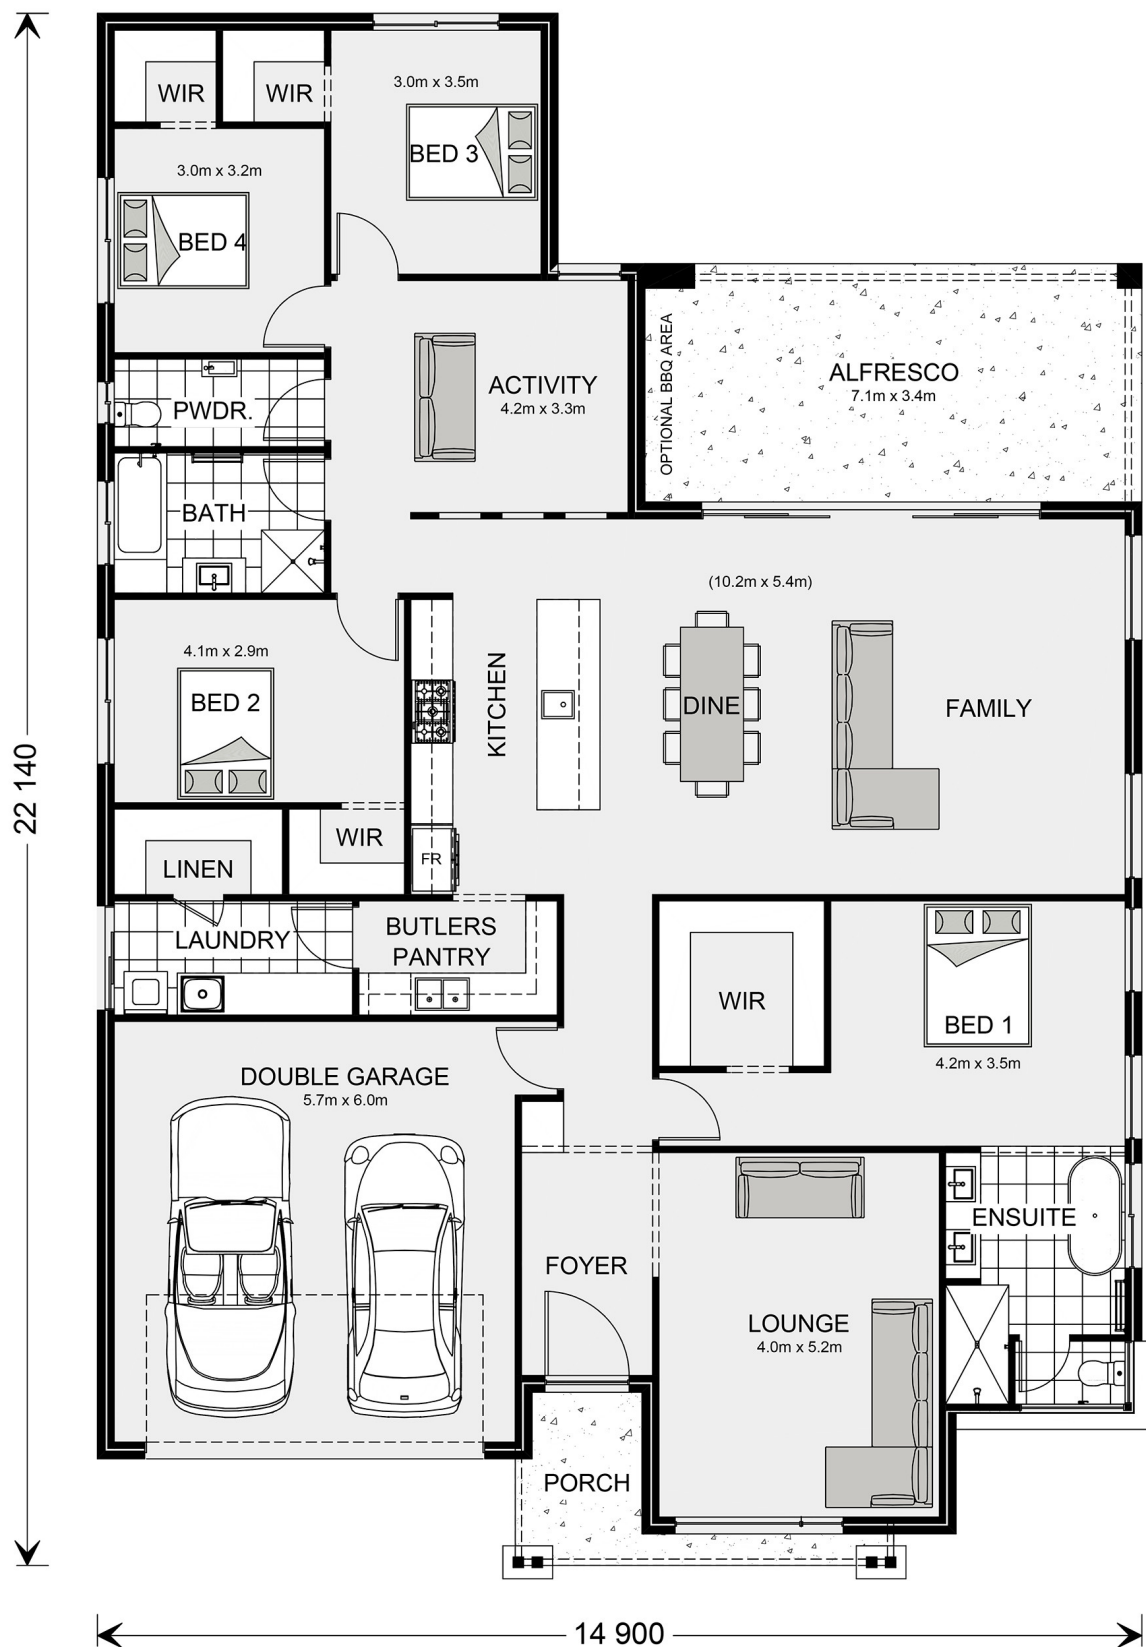 WIR
WIR
3.0m x 3.5m
BED 3
3.0m x 3.2m
BED 4
OPTIONAL BBQ AREA
ALFRESCO
7.1m x 3.4m
ACTIVITY
4.2m x 3.3m
PWDR.
BATH
(10.2m x 5.4m)
4.1m x 2.9m
BED 2
KITCHEN
DINE
FAMILY
22 140
WIR
FR
LINEN
LAUNDRY
BUTLERS
PANTRY
WIR
BED 1
4.2m x 3.5m
DOUBLE GARAGE
5.7m x 6.0m
ENSUITE
FOYER
LOUNGE
4.0m x 5.2m
PORCH
14 900